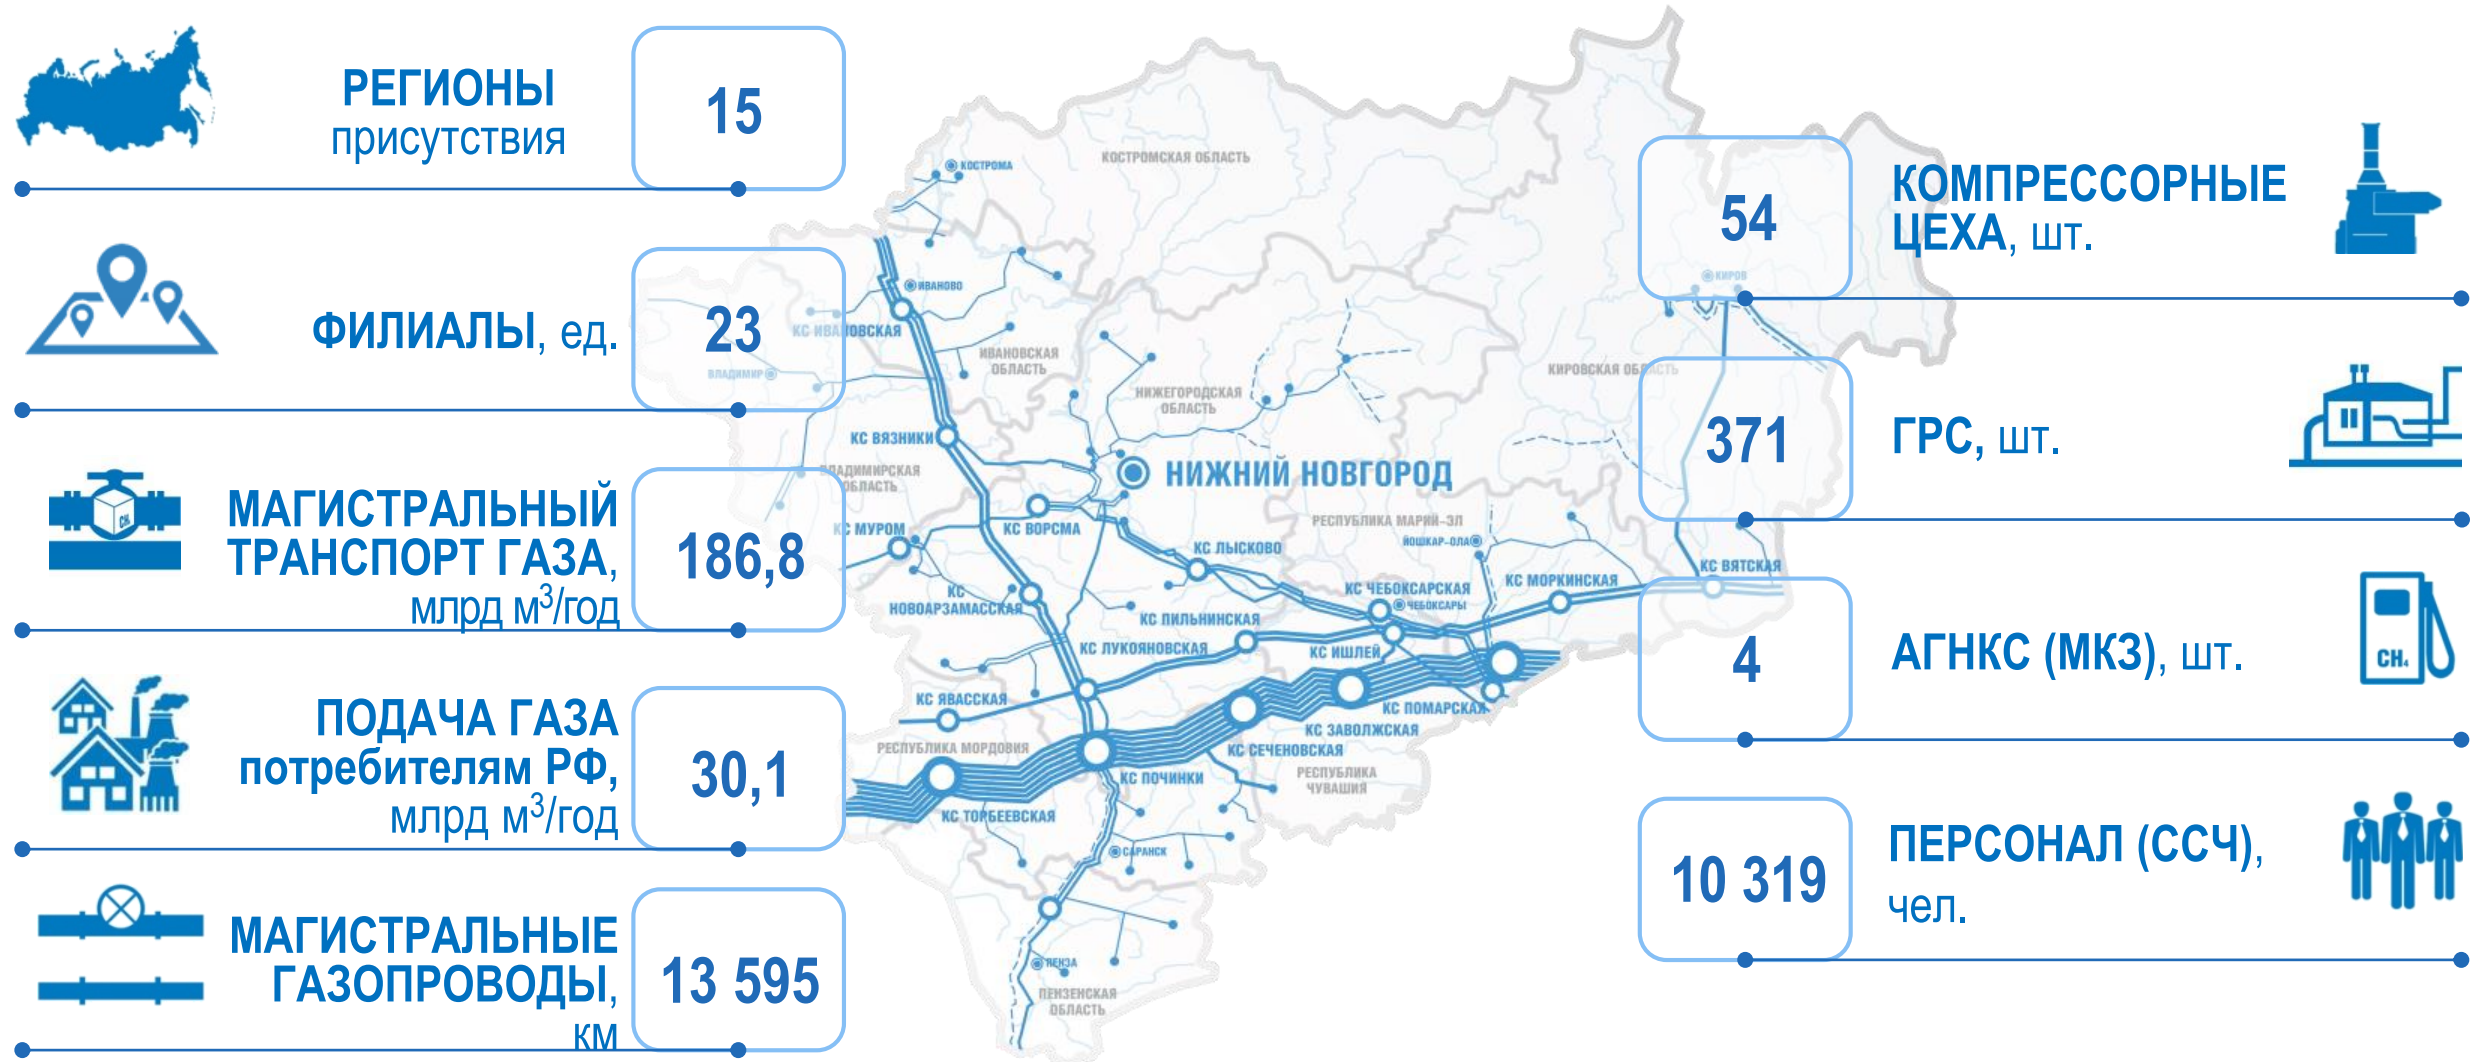 РЕГИОНЫ
присутствия
15
ФИЛИАЛЫ, ед.
23
МАГИСТРАЛЬНЫЙ
ТРАНСПОРТ ГАЗА,
млрд м³/год
186,8
ПОДАЧА ГАЗА
потребителям РФ,
млрд м³/год
30,1
МАГИСТРАЛЬНЫЕ
ГАЗОПРОВОДЫ,
км
13 595
КОСТРОМА
КОСТРОМСКАЯ ОБЛАСТЬ
ИВАНОВО
КС ИВАНОВСКАЯ
ИВАНОВСКАЯ
ОБЛАСТЬ
ВЛАДИМИР
НИЖЕГОРОДСКАЯ
ОБЛАСТЬ
КИРОВ
КИРОВСКАЯ ОБЛАСТЬ
КС ВЯЗНИКИ
ВЛАДИМИРСКАЯ
ОБЛАСТЬ
НИЖНИЙ НОВГОРОД
КС МУРОМ
КС ВОРСМА
РЕСПУБЛИКА МАРИЙ-ЭЛ
ЙОШКАР-ОЛА
КС ЛЫСКОВО
КС ВЯТСКАЯ
КС МОРКИНСКАЯ
КС ЧЕБОКСАРСКАЯ
ЧЕБОКСАРЫ
КС
НОВОАРЗАМАССКАЯ
КС ПИЛЬНИНСКАЯ
КС ЛУКОЯНОВСКАЯ
КС ИШЛЕЙ
КС ЯВАССКАЯ
КС ПОМАРСКАЯ
КС ЗАВОЛЖСКАЯ
КС СЕЧЕНОВСКАЯ
РЕСПУБЛИКА МОРДОВИЯ
РЕСПУБЛИКА
ЧУВАШИЯ
КС ПОЧИНКИ
КС ТОРБЕЕВСКАЯ
САРАНСК
ПЕНЗА
ПЕНЗЕНСКАЯ
ОБЛАСТЬ
54
КОМПРЕССОРНЫЕ
ЦЕХА, шт.
371
ГРС, шт.
4
АГНКС (МКЗ), шт.
CH₄
10 319
ПЕРСОНАЛ (ССЧ),
чел.